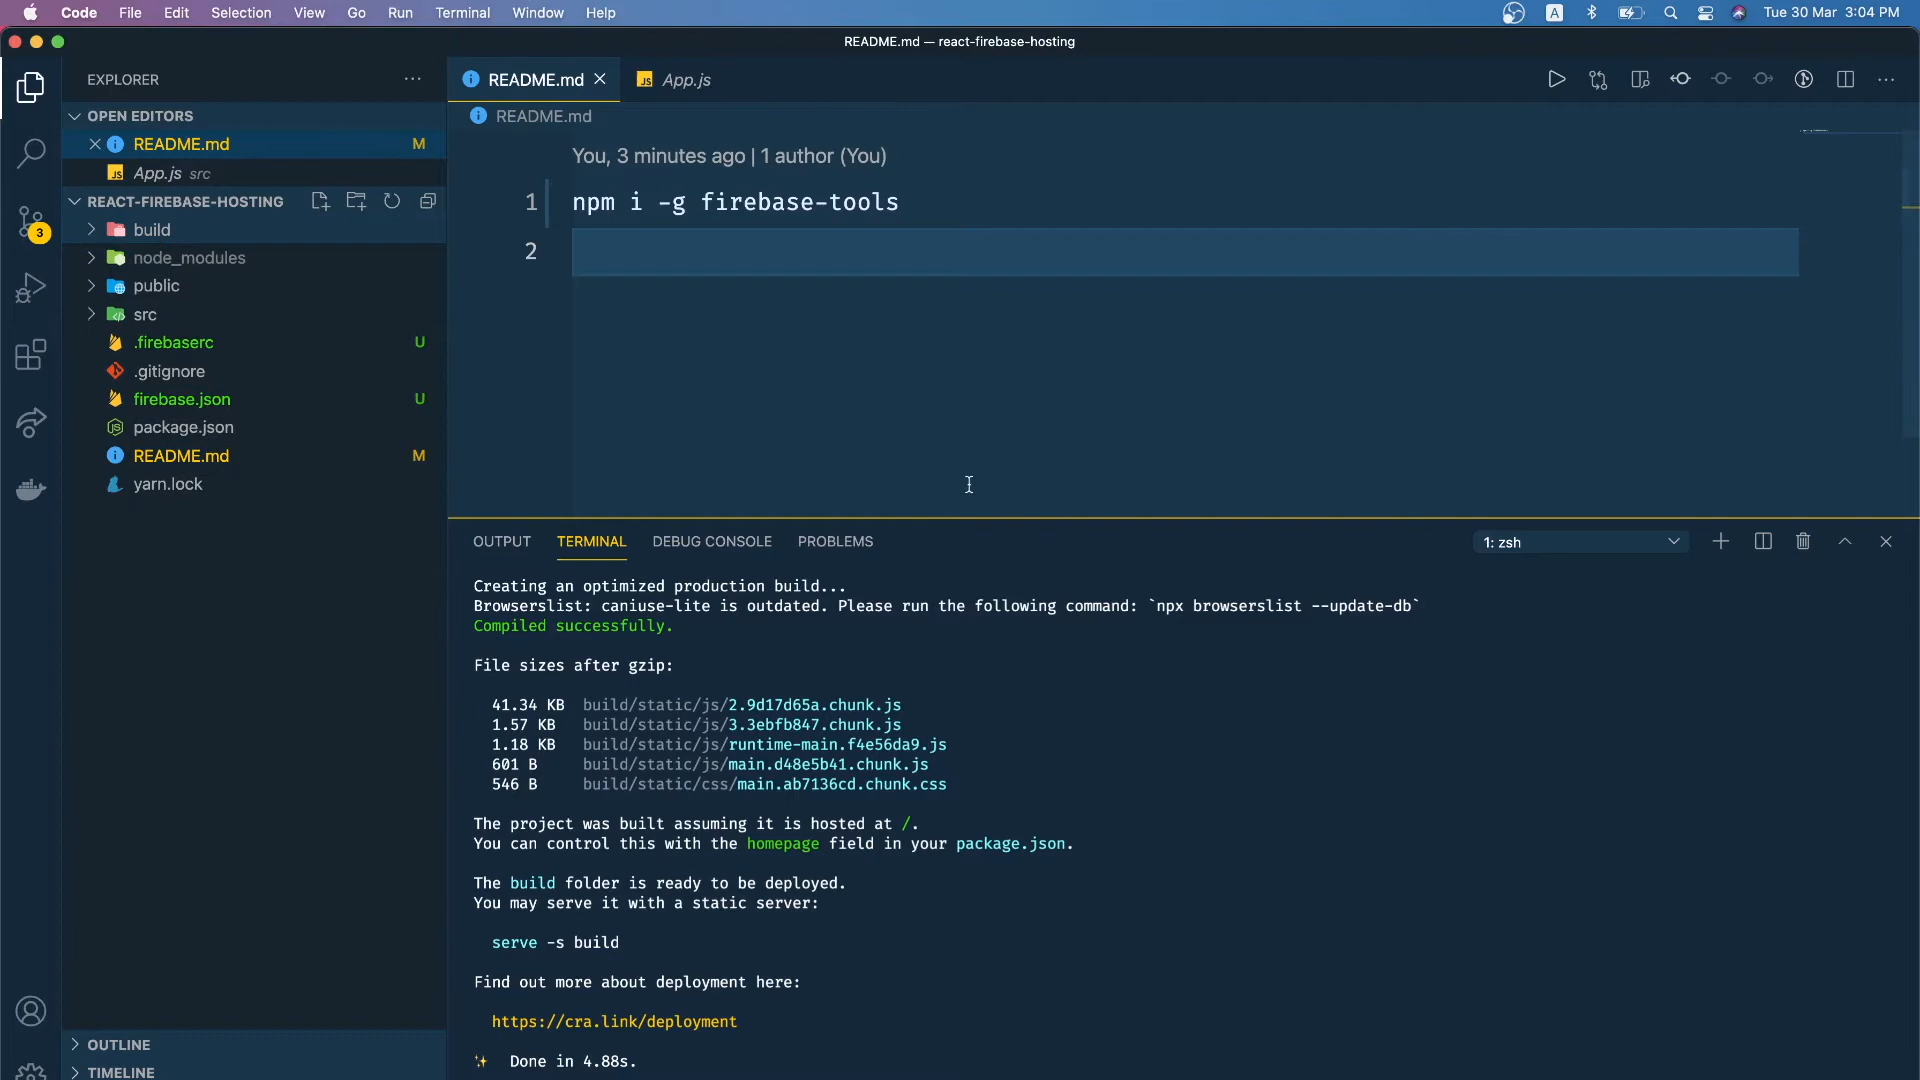 Code File Edit Selection View Go Run Terminal Window Help
A Tue 30 Mar 3:04 PM
README.md — react-firebase-hosting
EXPLORER
README.md
App.js
OPEN EDITORS
README.md
README.md M
App.js src
You, 3 minutes ago | 1 author (You)
REACT-FIREBASE-HOSTING
1 npm i -g firebase-tools
2
build
node_modules
public
src
.firebaserc U
.gitignore
firebase.json U
package.json
README.md M
yarn.lock
3
OUTPUT TERMINAL DEBUG CONSOLE PROBLEMS
1: zsh
Creating an optimized production build...
Browserslist: caniuse-lite is outdated. Please run the following command: `npx browserslist --update-db`
Compiled successfully.
File sizes after gzip:
41.34 KB build/static/js/2.9d17d65a.chunk.js
1.57 KB build/static/js/3.3ebfb847.chunk.js
1.18 KB build/static/js/runtime-main.f4e56da9.js
601 B build/static/js/main.d48e5b41.chunk.js
546 B build/static/css/main.ab7136cd.chunk.css
The project was built assuming it is hosted at /.
You can control this with the homepage field in your package.json.
The build folder is ready to be deployed.
You may serve it with a static server:
serve -s build
Find out more about deployment here:
https://cra.link/deployment
✨ Done in 4.88s.
OUTLINE
TIMELINE